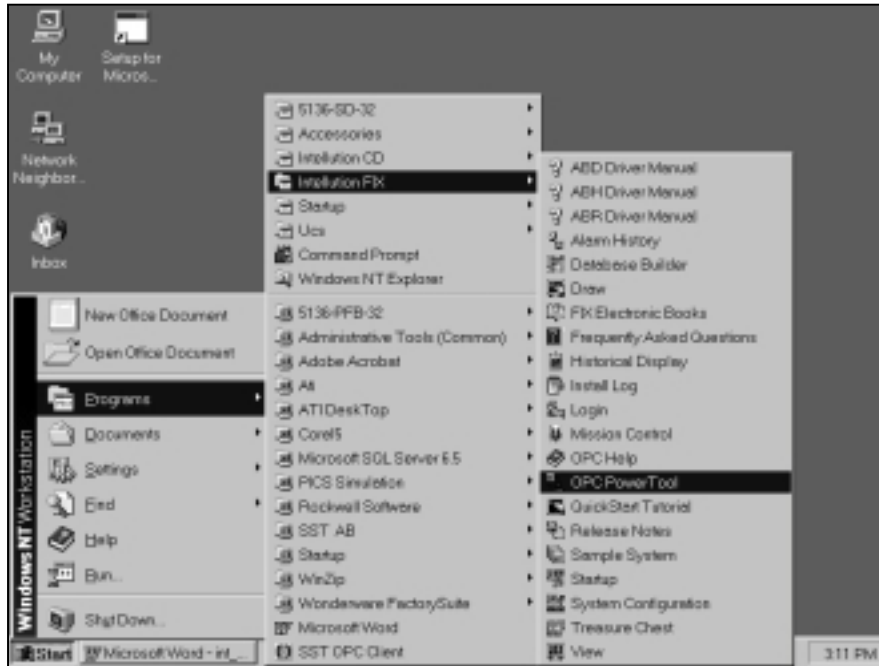 My Computer
Setup for Micros...
Network Neighbor...
Inbox
Windows NT Workstation
New Office Document
Open Office Document
Programs
Documents
Settings
Find
Help
Run...
Shut Down...
5136-SD-32
Accessories
Intellution CD
Intellution FIX
Startup
Ucs
Command Prompt
Windows NT Explorer
5136-PFB-32
Administrative Tools (Common)
Adobe Acrobat
Ati
ATI DeskTop
Corel5
Microsoft SQL Server 6.5
PICS Simulation
Rockwell Software
SST AB
Startup
WinZip
Wonderware FactorySuite
Microsoft Word
SST OPC Client
ABD Driver Manual
ABH Driver Manual
ABR Driver Manual
Alarm History
Database Builder
Draw
FIX Electronic Books
Frequently Asked Questions
Historical Display
Install Log
Login
Mission Control
OPC Help
OPC PowerTool
QuickStart Tutorial
Release Notes
Sample System
Startup
System Configuration
Treasure Chest
View
Start
Microsoft Word - int_...
3:11 PM